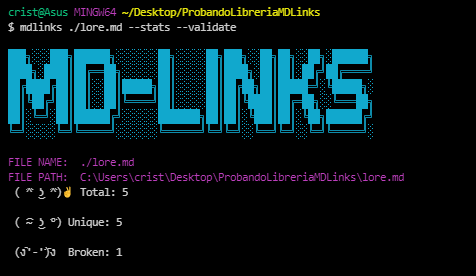 crist@Asus MINGW64 ~/Desktop/ProbandoLibreriaMDLinks
$ mdlinks ./lore.md --stats --validate
MD-LINKS
FILE NAME:  ./lore.md
FILE PATH:  C:\Users\crist\Desktop\ProbandoLibreriaMDLinks\lore.md
( ͡ᵔ ͜ʖ ͡ᵔ)✌ Total: 5
( ͡~ ͜ʖ ͡°) Unique: 5
(ง ͠° ͟ل͜ ͡°)ง Broken: 1